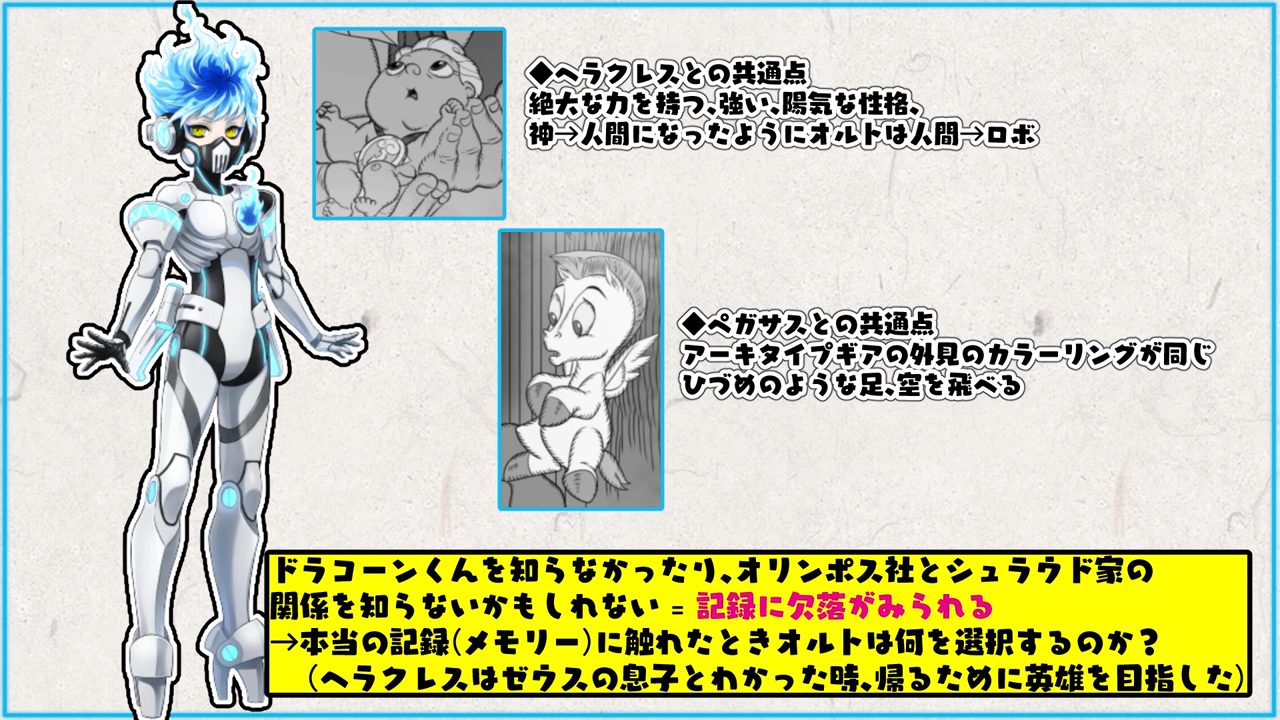 ◆ヘラクレスとの共通点
絶大な力を持つ、強い、陽気な性格、
神→人間になったようにオルトは人間→ロボ
◆ペガサスとの共通点
アーキタイプギアの外見のカラーリングが同じ
ひづめのような足、空を飛べる
ドラコーンくんを知らなかったり、オリンポス社とシュラウド家の
関係を知らないかもしれない = 記録に欠落がみられる
→本当の記録(メモリー)に触れたときオルトは何を選択するのか？
(ヘラクレスはゼウスの息子とわかった時、帰るために英雄を目指した)